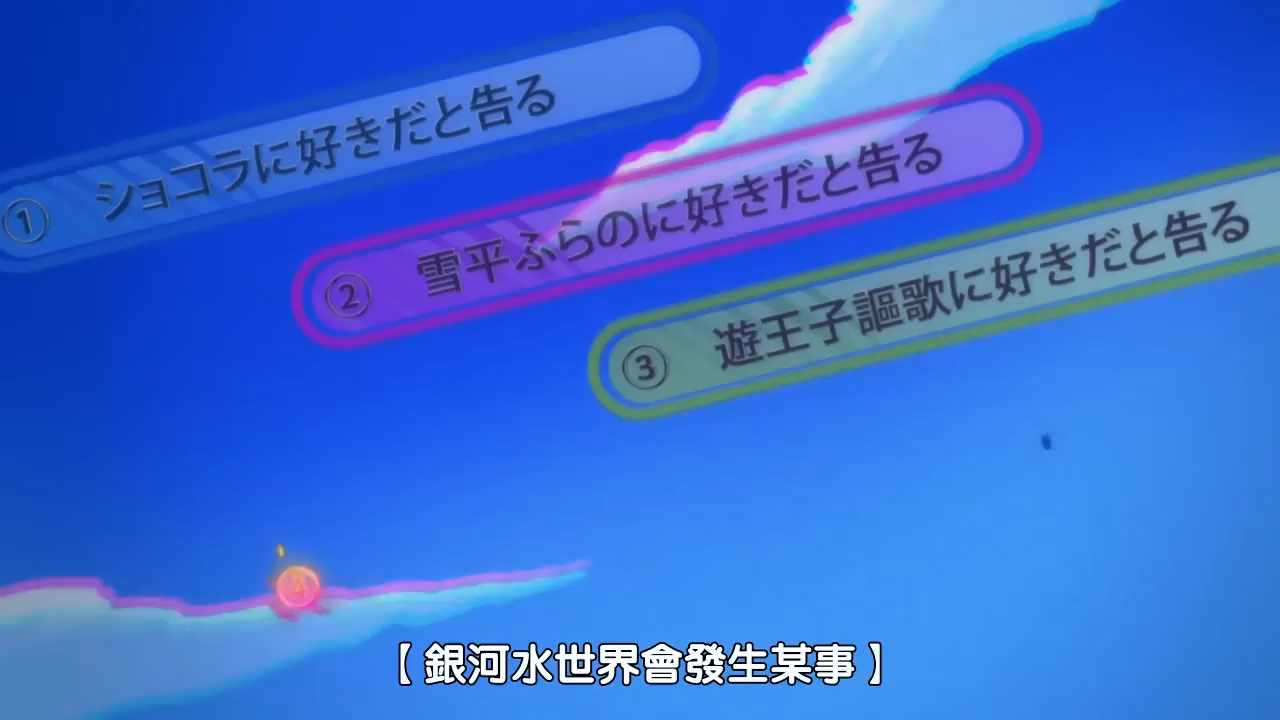 ① ショコラに好きだと告る
② 雪平ふらのに好きだと告る
③ 遊王子謳歌に好きだと告る
【銀河水世界會發生某事】